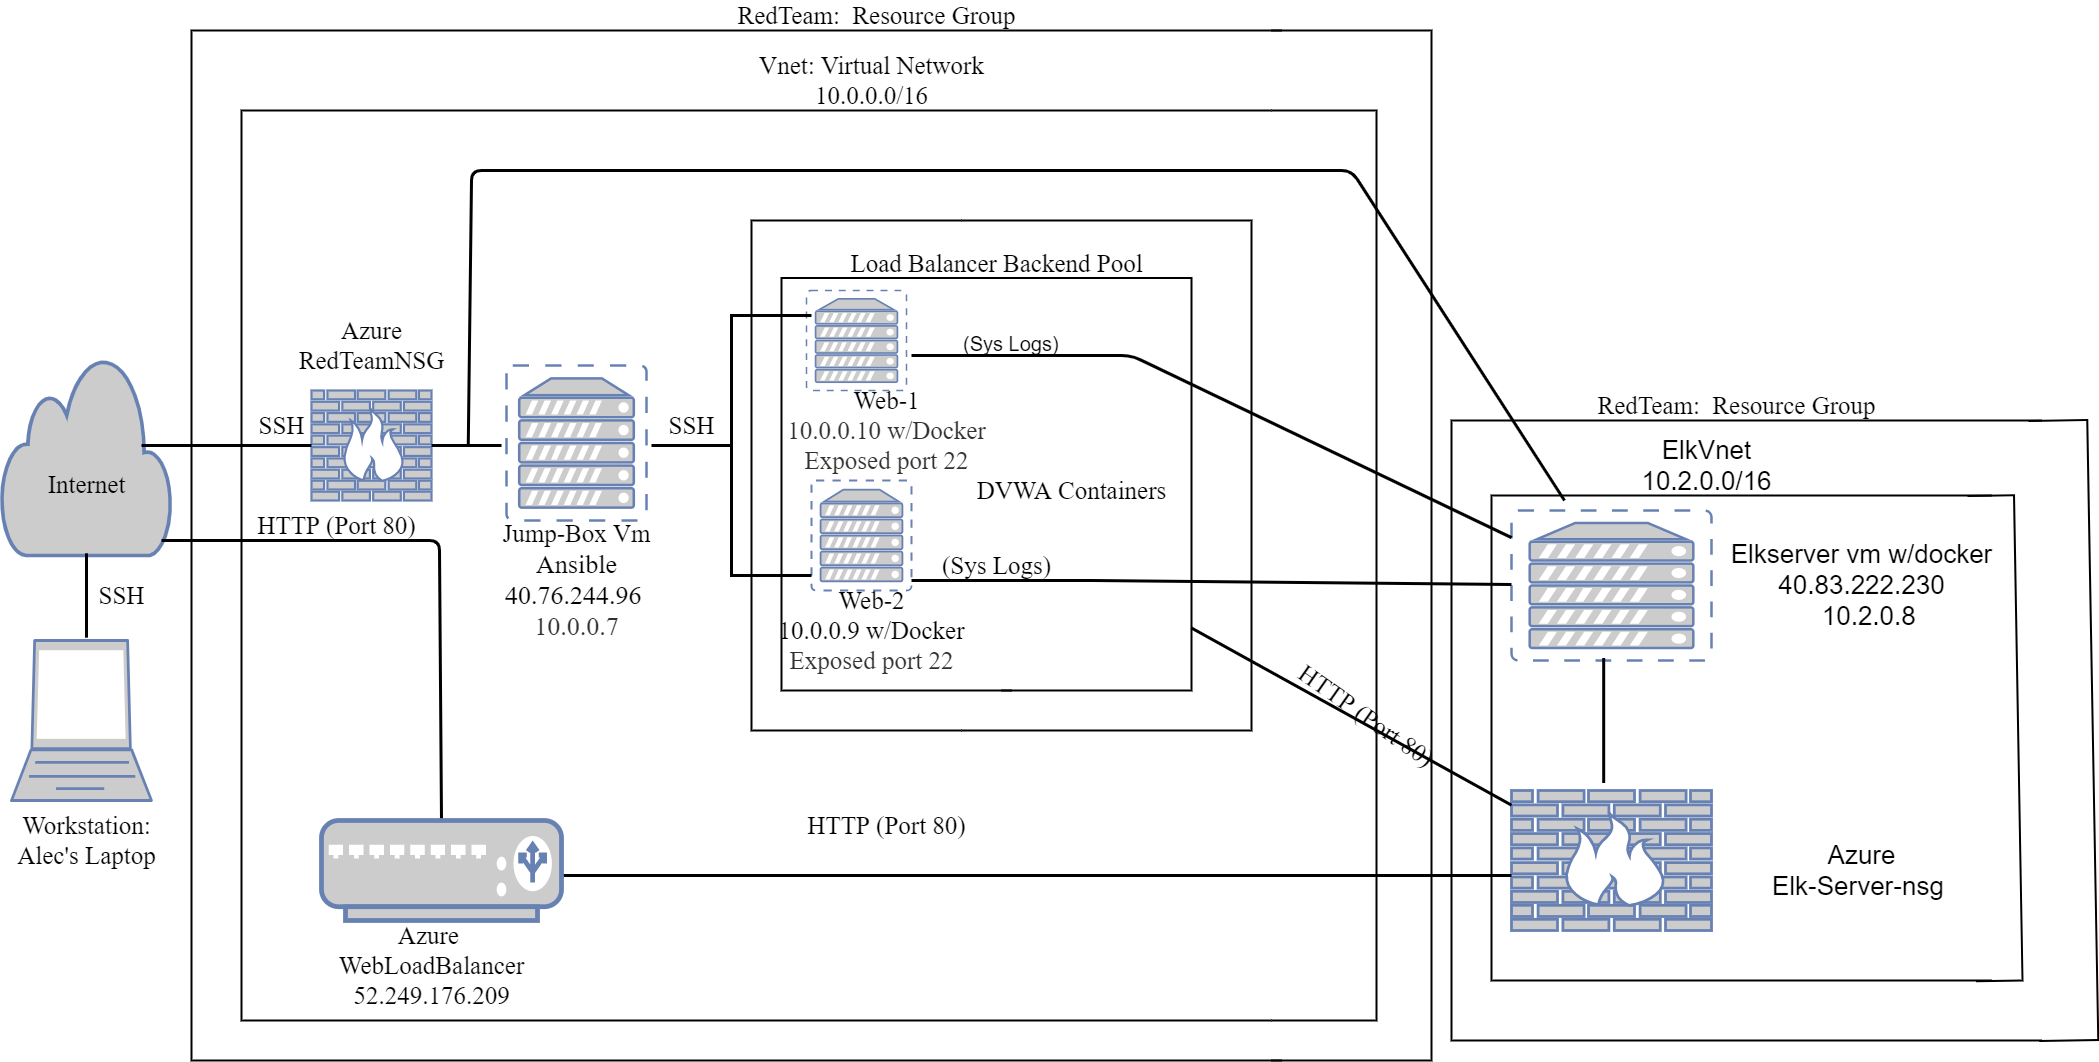 RedTeam: Resource Group
Vnet: Virtual Network
10.0.0.0/16
Load Balancer Backend Pool
(Sys Logs)
Web-1
10.0.0.10 w/Docker
Exposed port 22
DVWA Containers
(Sys Logs)
Web-2
10.0.0.9 w/Docker
Exposed port 22
Azure
RedTeamNSG
SSH
SSH
Internet
HTTP (Port 80)
SSH
Jump-Box Vm
Ansible
40.76.244.96
10.0.0.7
Workstation:
Alec's Laptop
HTTP (Port 80)
HTTP (Port 80)
Azure
WebLoadBalancer
52.249.176.209
RedTeam: Resource Group
ElkVnet
10.2.0.0/16
Elkserver vm w/docker
40.83.222.230
10.2.0.8
Azure
Elk-Server-nsg